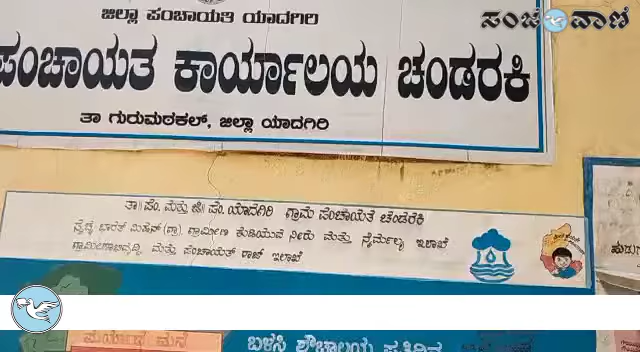 ಜಿಲ್ಲಾ ಪಂಚಾಯತಿ ಯಾದಗಿರಿ
ಸಂಜೆವಾಣಿ
ಪಂಚಾಯತ ಕಾರ್ಯಾಲಯ ಚಂಡರಕಿ
ತಾ ಗುರುಮಠಕಲ್, ಜಿಲ್ಲಾ ಯಾದಗಿರಿ
ತಾ॥ ಪಂ. ಮತ್ತು ಜಿ॥ ಪಂ. ಯಾದಗಿರಿ ಗ್ರಾಮ ಪಂಚಾಯತ ಚಂಡರಕಿ
ಸ್ವಚ್ಛ ಭಾರತ ಮಿಷನ್ (ಗ್ರಾ) ಗ್ರಾಮೀಣ ಕುಡಿಯುವ ನೀರು ಮತ್ತು ನೈರ್ಮಲ್ಯ ಇಲಾಖೆ
ಗ್ರಾಮೀಣಾಭಿವೃದ್ಧಿ ಮತ್ತು ಪಂಚಾಯತ್ ರಾಜ್ ಇಲಾಖೆ
ಬಳಸಿ ಶೌಚಾಲಯ